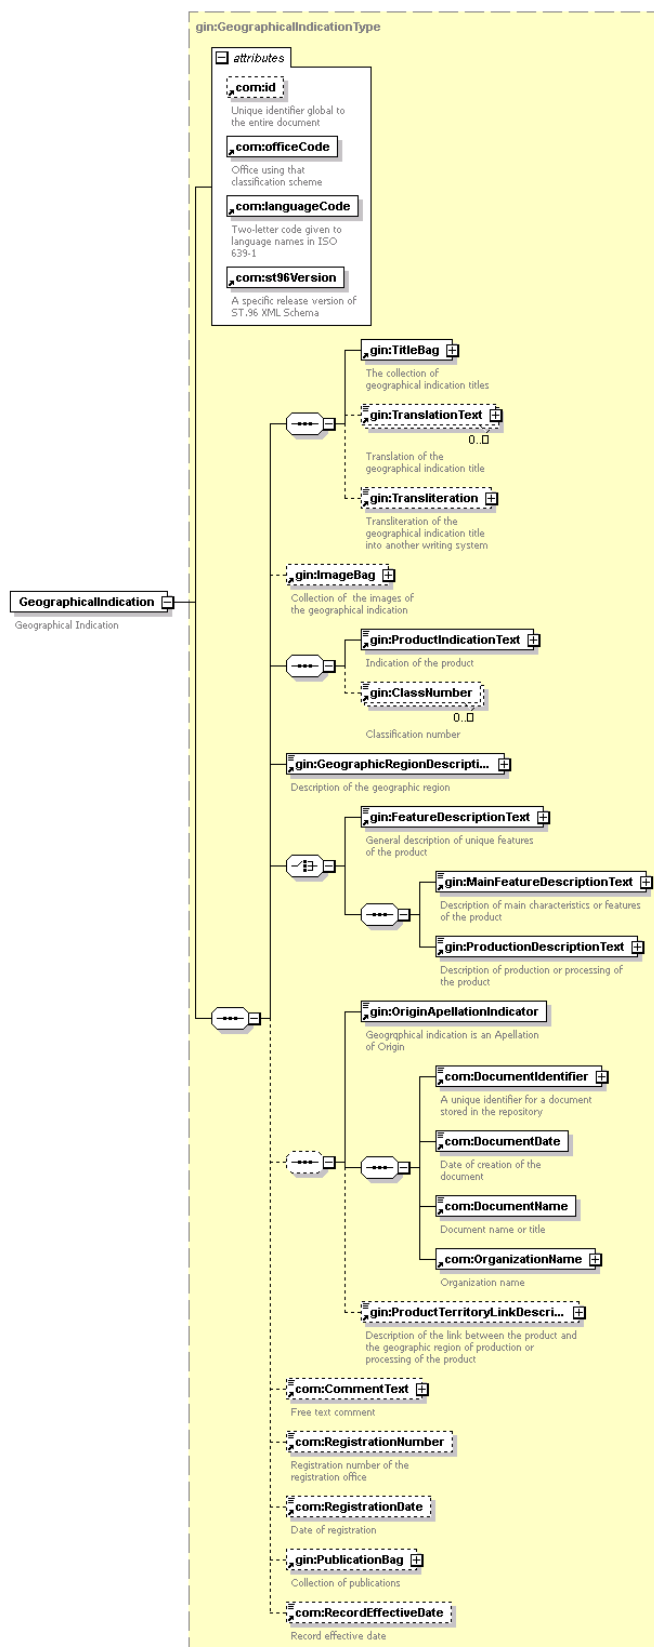 gin:GeographicalIndicationType
attributes
com:id
Unique identifier global to
the entire document
com:officeCode
Office using that
classification scheme
com:languageCode
Two-letter code given to
language names in ISO
639-1
com:st96Version
A specific release version of
ST.96 XML Schema
gin:TitleBag
The collection of
geographical indication titles
gin:TranslationText
0..
Translation of the
geographical indication title
gin:Transliteration
Transliteration of the
geographical indication title
into another writing system
gin:ImageBag
Collection of the images of
the geographical indication
GeographicalIndication
Geographical Indication
gin:ProductIndicationText
Indication of the product
gin:ClassNumber
0..
Classification number
gin:GeographicRegionDescripti...
Description of the geographic region
gin:FeatureDescriptionText
General description of unique features
of the product
gin:MainFeatureDescriptionText
Description of main characteristics or features
of the product
gin:ProductionDescriptionText
Description of production or processing of
the product
gin:OriginApellationIndicator
Geogrqphical indication is an Apellation
of Origin
com:DocumentIdentifier
A unique identifier for a document
stored in the repository
com:DocumentDate
Date of creation of the
document
com:DocumentName
Document name or title
com:OrganizationName
Organization name
gin:ProductTerritoryLinkDescri...
Description of the link between the product and
the geographic region of production or
processing of the product
com:CommentText
Free text comment
com:RegistrationNumber
Registration number of the
registration office
com:RegistrationDate
Date of registration
gin:PublicationBag
Collection of publications
com:RecordEffectiveDate
Record effective date